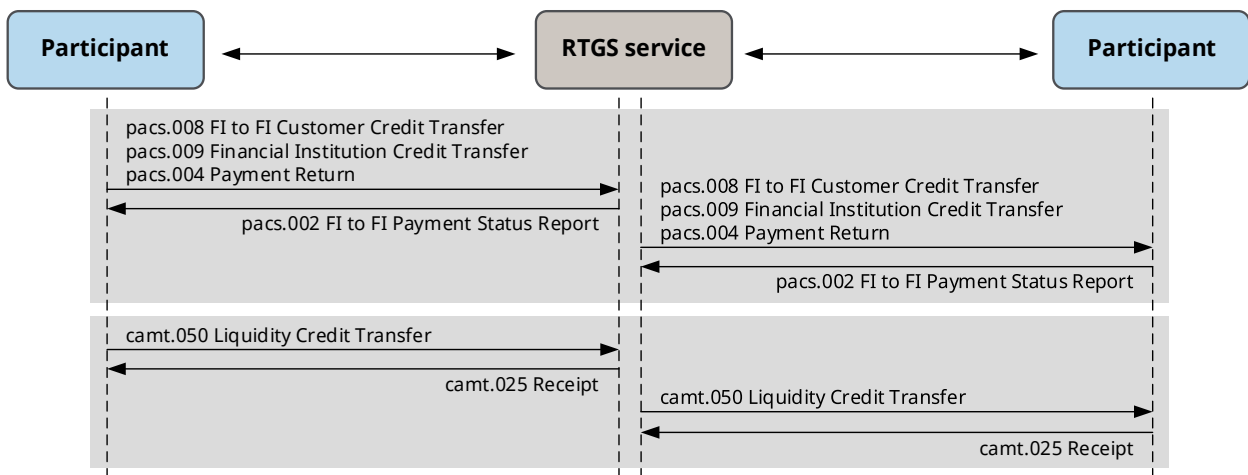 Participant
RTGS service
Participant
pacs.008 FI to FI Customer Credit Transfer
pacs.009 Financial Institution Credit Transfer
pacs.004 Payment Return
pacs.002 FI to FI Payment Status Report
pacs.008 FI to FI Customer Credit Transfer
pacs.009 Financial Institution Credit Transfer
pacs.004 Payment Return
pacs.002 FI to FI Payment Status Report
camt.050 Liquidity Credit Transfer
camt.025 Receipt
camt.050 Liquidity Credit Transfer
camt.025 Receipt